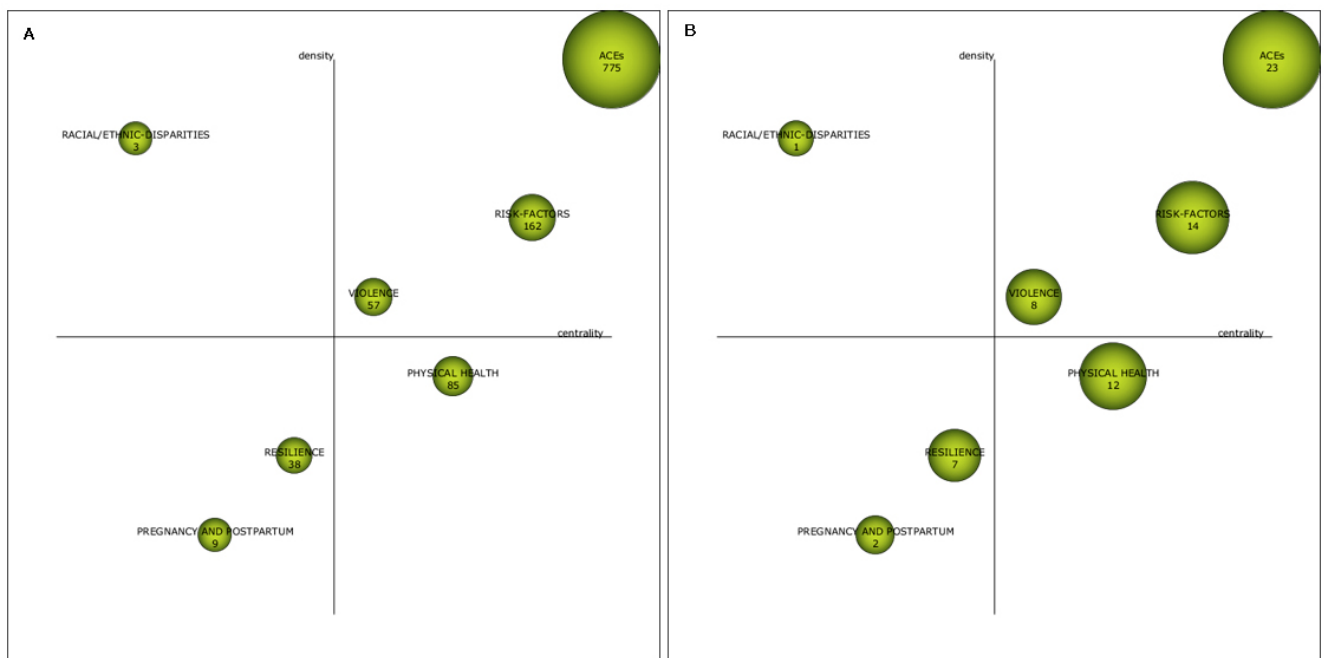 A
density
ACEs
775
RACIAL/ETHNIC-DISPARITIES
3
RISK-FACTORS
162
VIOLENCE
57
centrality
PHYSICAL HEALTH
85
RESILIENCE
38
PREGNANCY AND POSTPARTUM
9
B
density
ACEs
23
RACIAL/ETHNIC-DISPARITIES
1
RISK-FACTORS
14
VIOLENCE
8
centrality
PHYSICAL HEALTH
12
RESILIENCE
7
PREGNANCY AND POSTPARTUM
2